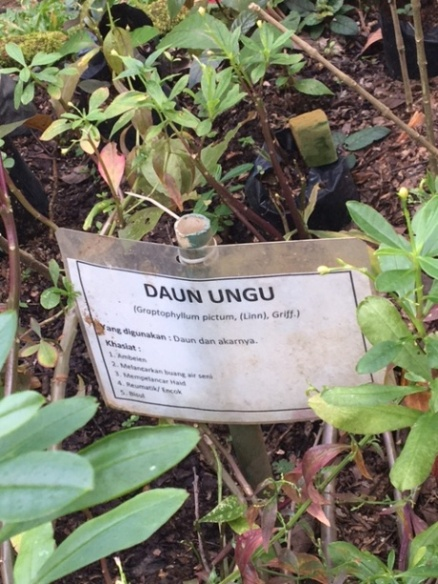 DAUN UNGU
(Graptophyllum pictum, (Linn), Griff.)
yang digunakan : Daun dan akarnya.
Khasiat :
1. Ambeien
2. Melancarkan buang air seni
3. Mempelancar Haid
4. Reumatik/ Encok
5. Bisul